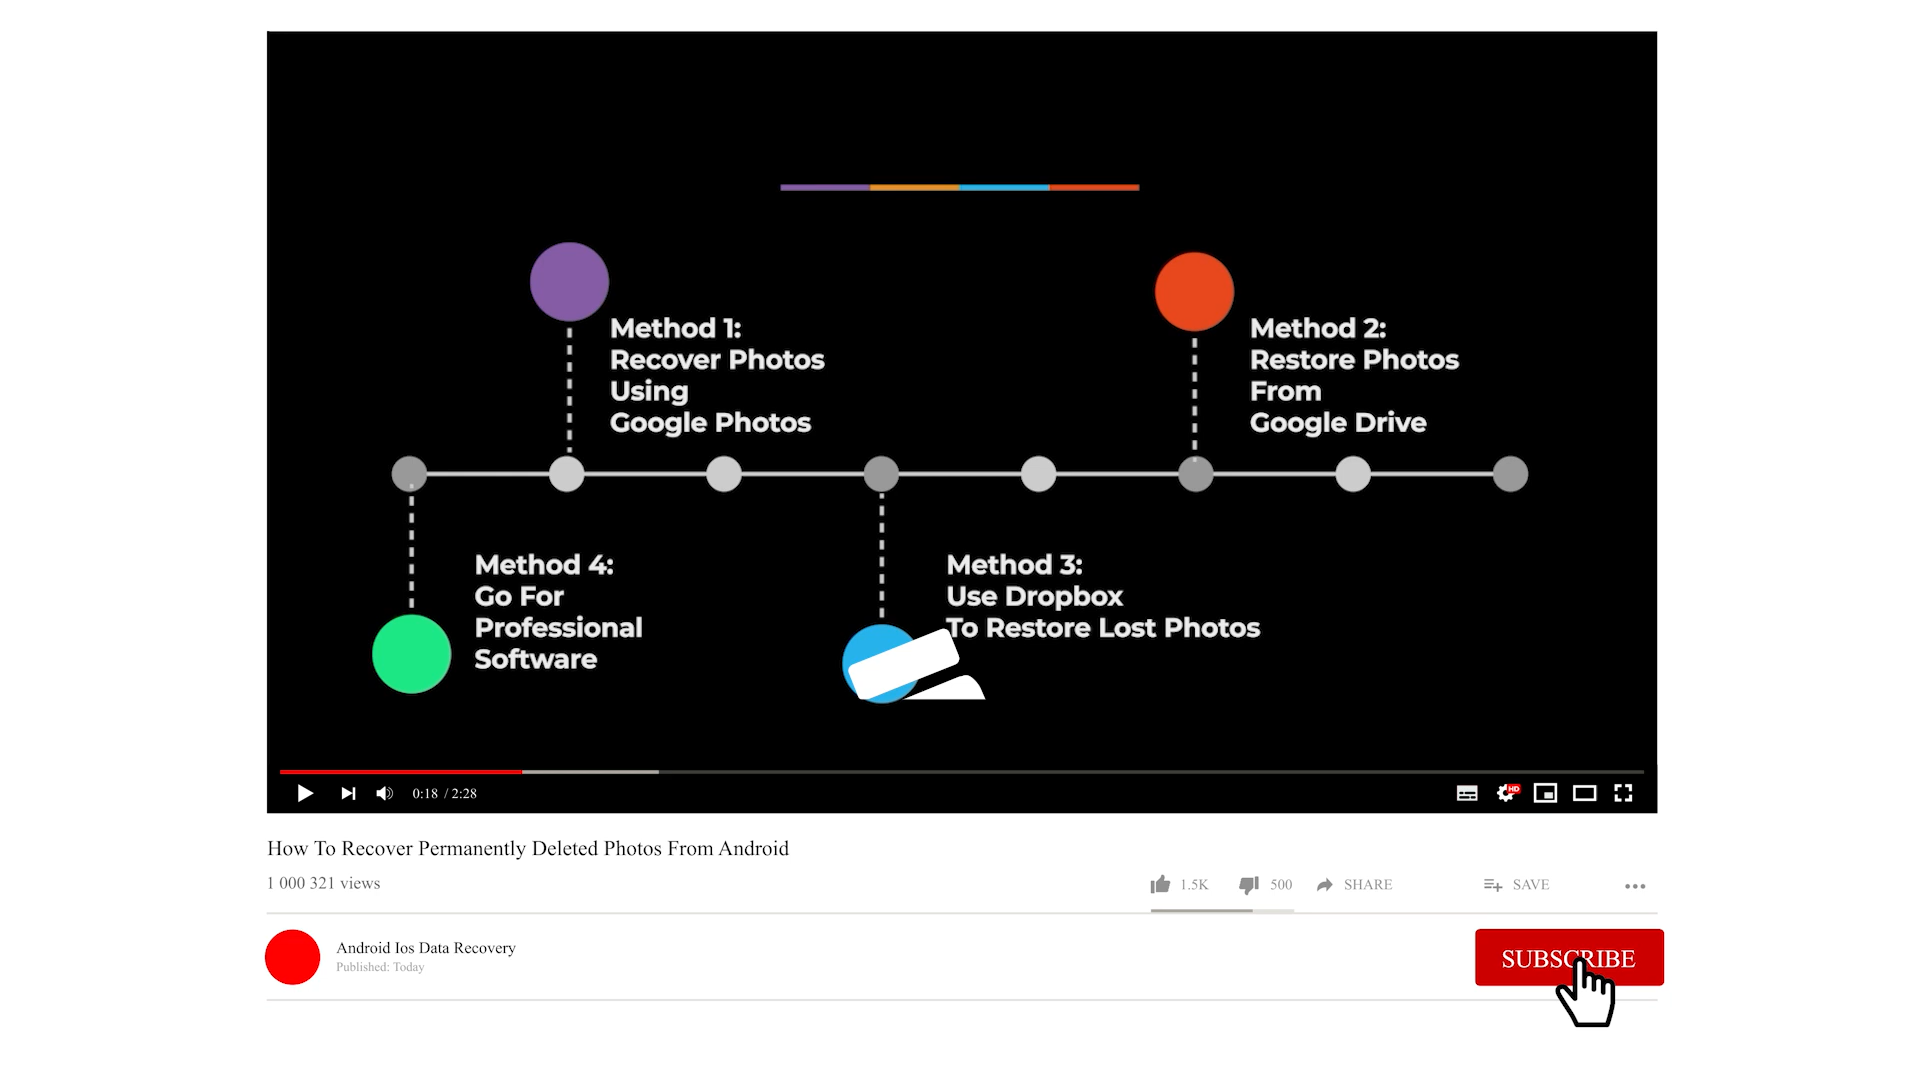 Method 1:
Recover Photos
Using
Google Photos
Method 2:
Restore Photos
From
Google Drive
Method 4:
Go For
Professional
Software
Method 3:
Use Dropbox
To Restore Lost Photos
0:18 / 2:28
HD
How To Recover Permanently Deleted Photos From Android
1 000 321 views
1.5K
500
SHARE
SAVE
Android Ios Data Recovery
Published: Today
SUBSCRIBE